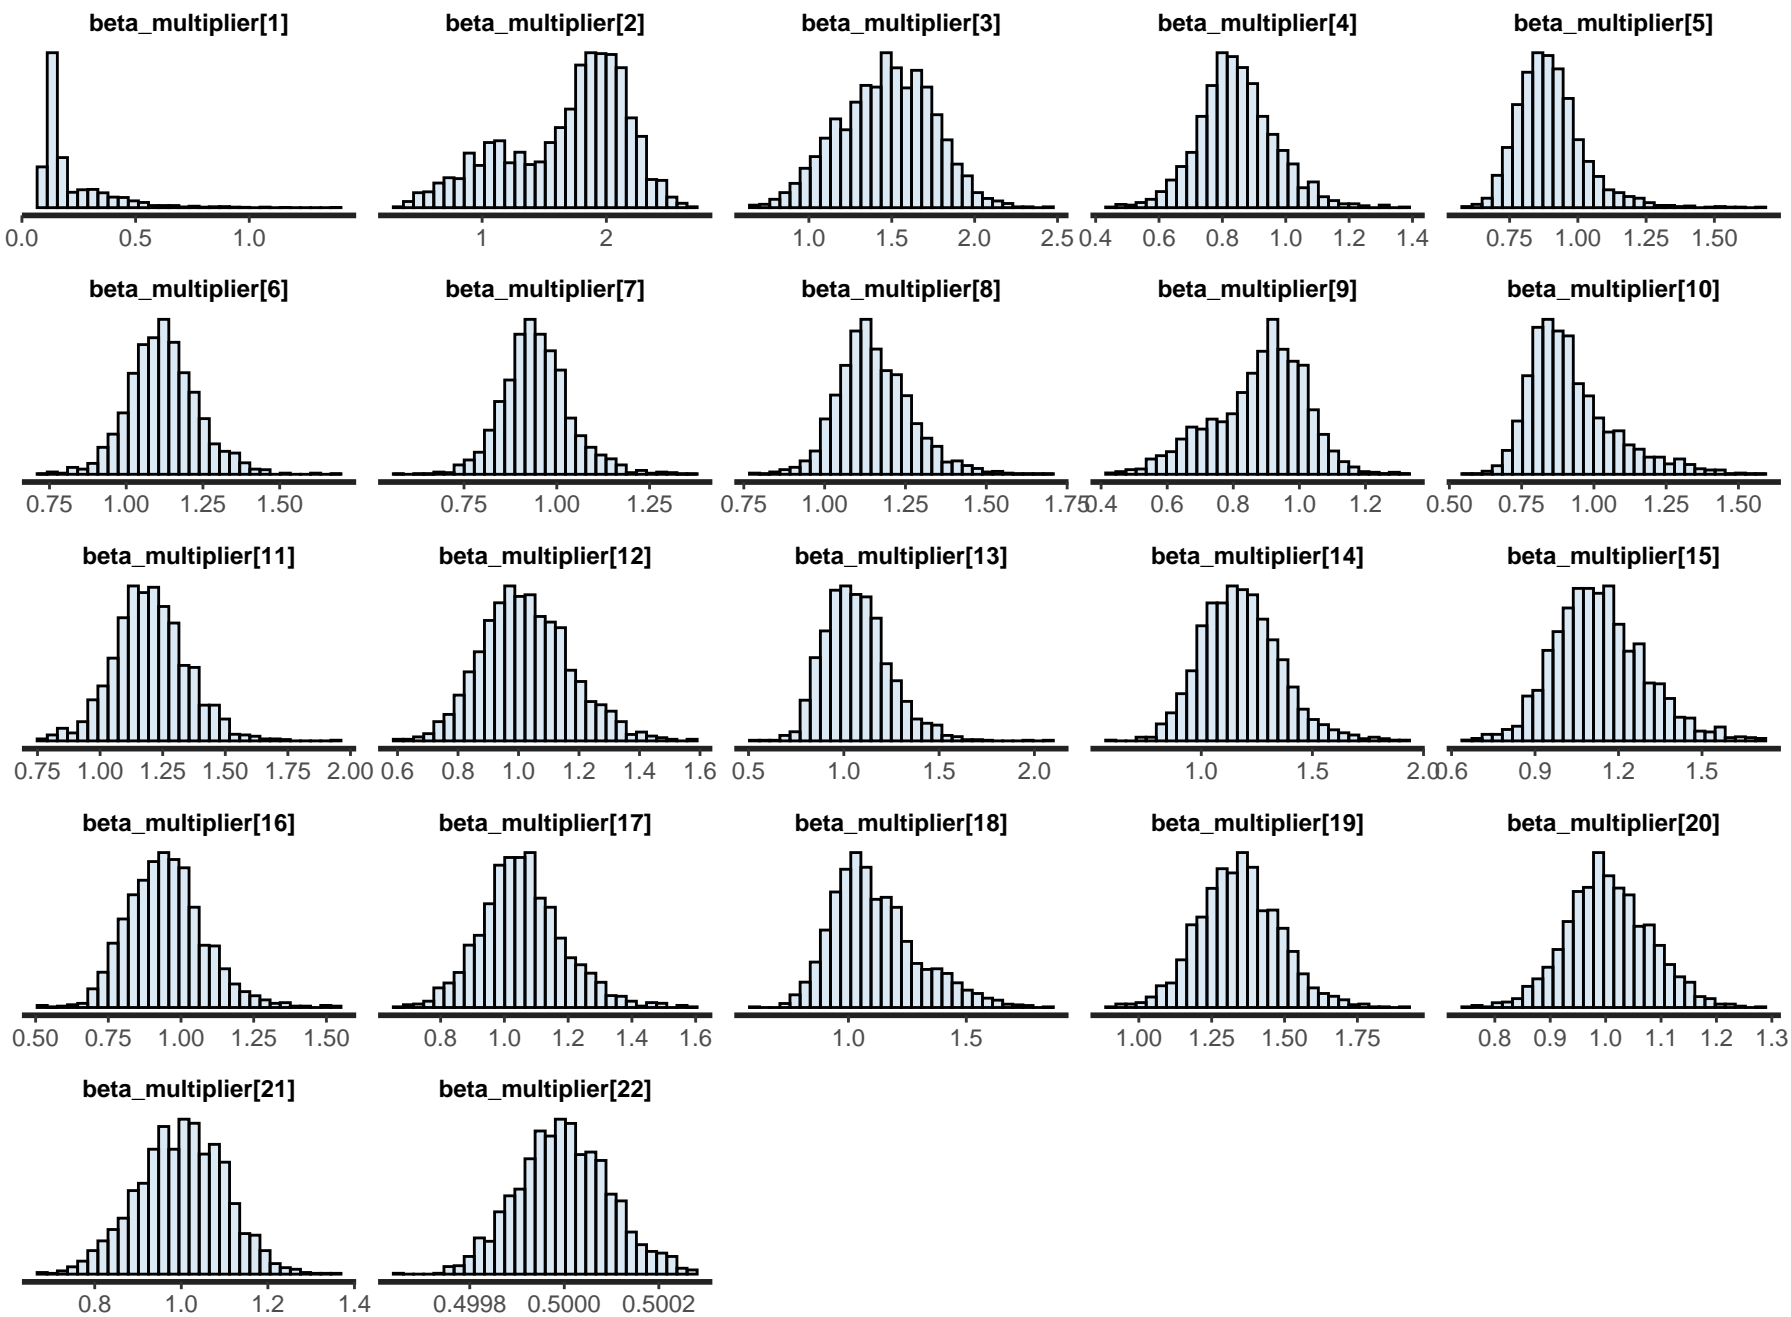 beta_multiplier[1] beta_multiplier[2] beta_multiplier[3] beta_multiplier[4] beta_multiplier[5]
0.0 0.5 1.0 1 2 1.0 1.5 2.0 2.5 0.4 0.6 0.8 1.0 1.2 1.4 0.75 1.00 1.25 1.50
beta_multiplier[6] beta_multiplier[7] beta_multiplier[8] beta_multiplier[9] beta_multiplier[10]
0.75 1.00 1.25 1.50 0.75 1.00 1.25 0.75 1.00 1.25 1.50 1.75 0.4 0.6 0.8 1.0 1.2 0.50 0.75 1.00 1.25 1.50
beta_multiplier[11] beta_multiplier[12] beta_multiplier[13] beta_multiplier[14] beta_multiplier[15]
0.75 1.00 1.25 1.50 1.75 2.00 0.6 0.8 1.0 1.2 1.4 1.6 0.5 1.0 1.5 2.0 1.0 1.5 2.0 0.6 0.9 1.2 1.5
beta_multiplier[16] beta_multiplier[17] beta_multiplier[18] beta_multiplier[19] beta_multiplier[20]
0.50 0.75 1.00 1.25 1.50 0.8 1.0 1.2 1.4 1.6 1.0 1.5 1.00 1.25 1.50 1.75 0.8 0.9 1.0 1.1 1.2 1.3
beta_multiplier[21] beta_multiplier[22]
0.8 1.0 1.2 1.4 0.4998 0.5000 0.5002